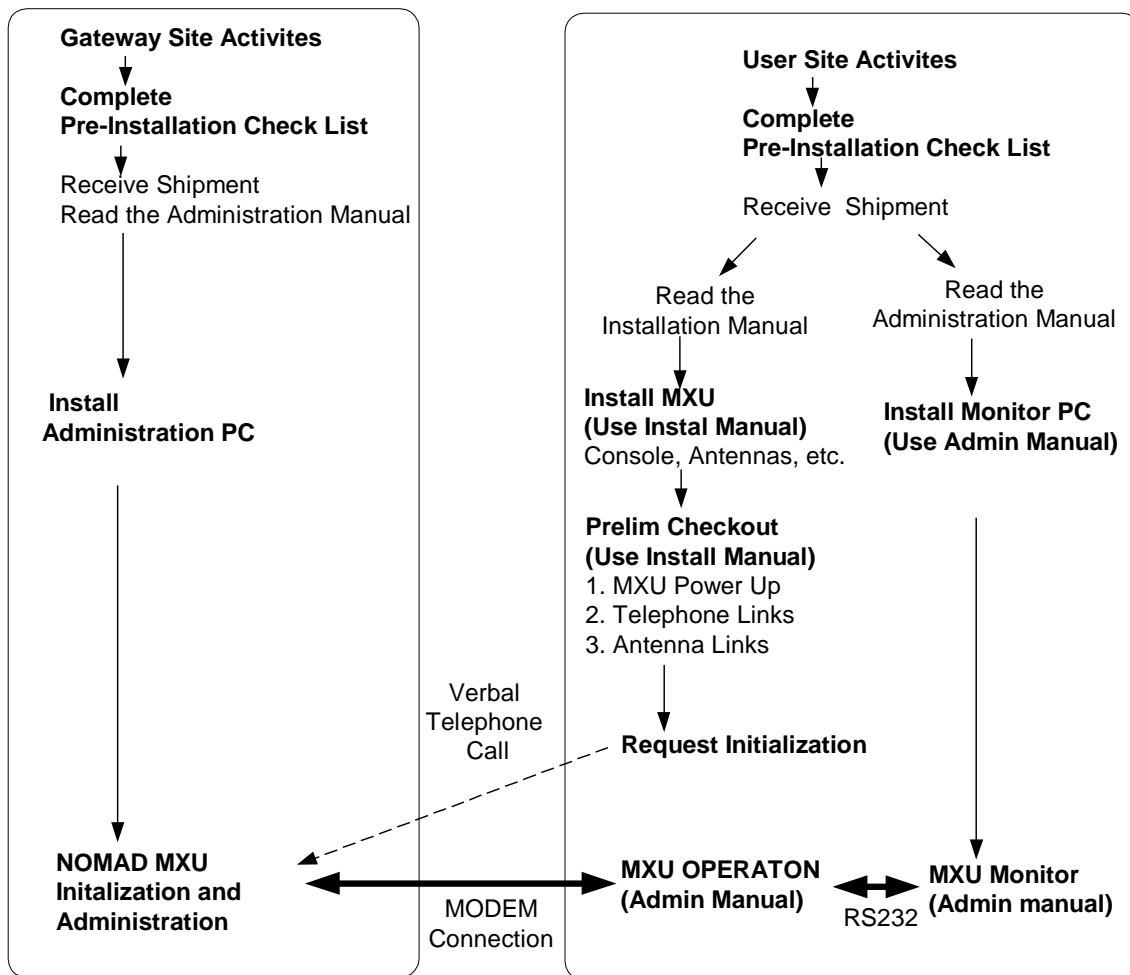 Gateway Site Activites
Complete
Pre-Installation Check List
Receive Shipment
Read the Administration Manual
Install
Administration PC
NOMAD MXU
Initalization and
Administration
Verbal
Telephone
Call
MODEM
Connection
User Site Activites
Complete
Pre-Installation Check List
Receive Shipment
Read the
Installation Manual
Install MXU
(Use Instal Manual)
Console, Antennas, etc.
Prelim Checkout
(Use Install Manual)
1. MXU Power Up
2. Telephone Links
3. Antenna Links
Request Initialization
MXU OPERATON
(Admin Manual)
Read the
Administration Manual
Install Monitor PC
(Use Admin Manual)
RS232
MXU Monitor
(Admin manual)